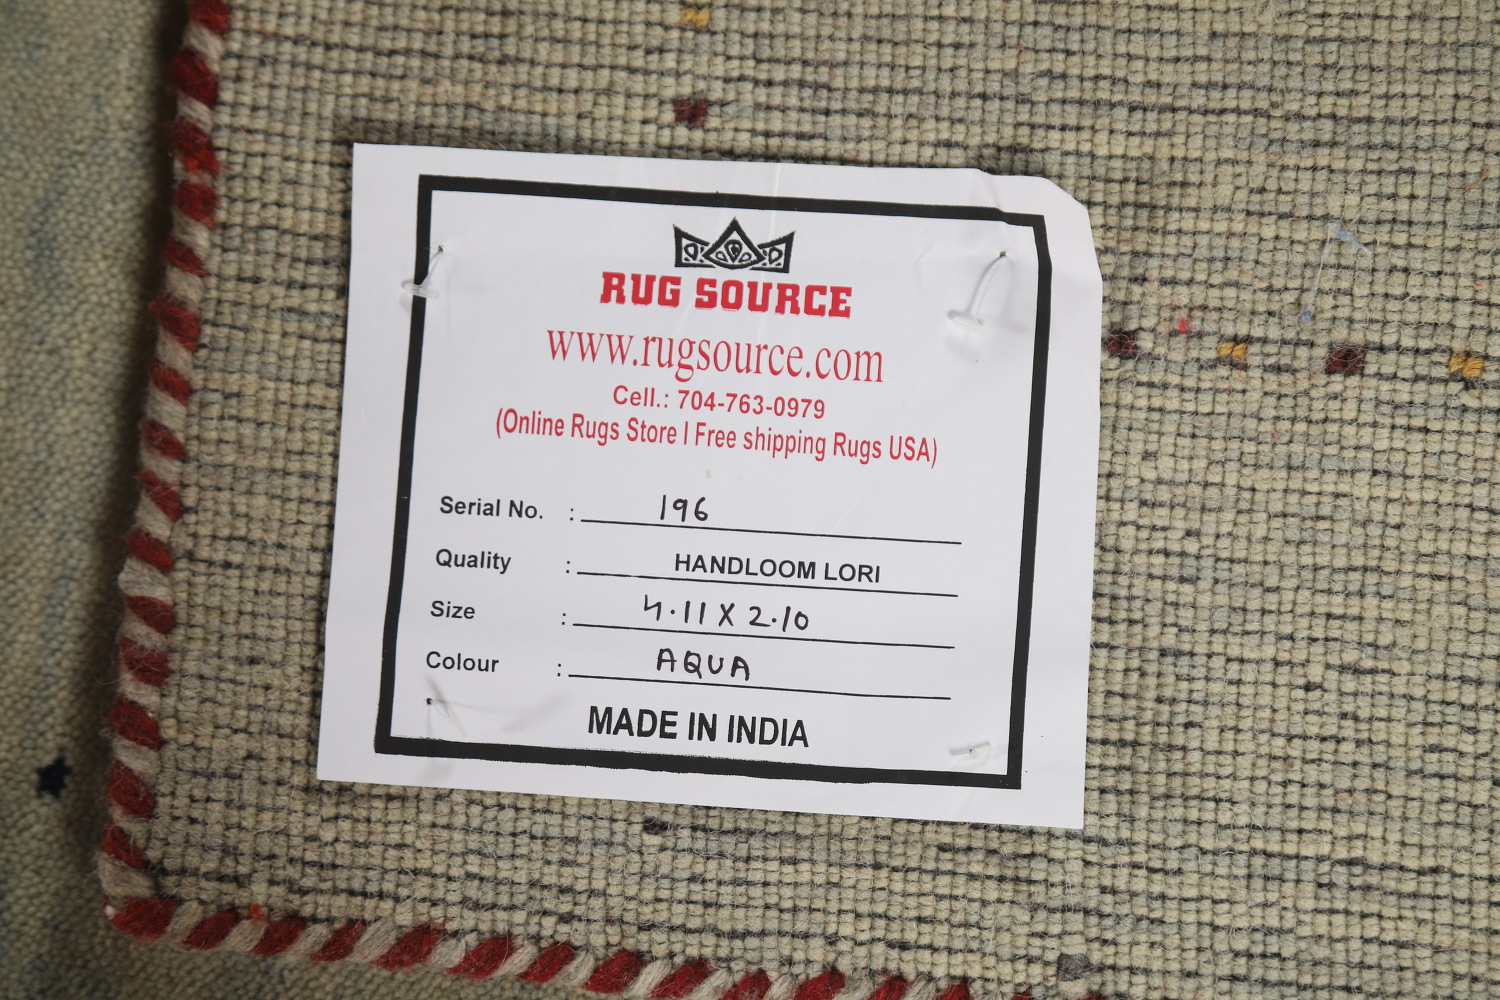 RUG SOURCE
www.rugsource.com
Cell.: 704-763-0979
(Online Rugs Store I Free shipping Rugs USA)
Serial No. : 196
Quality : HANDLOOM LORI
Size : 4.11 X 2.10
Colour : AQUA
MADE IN INDIA